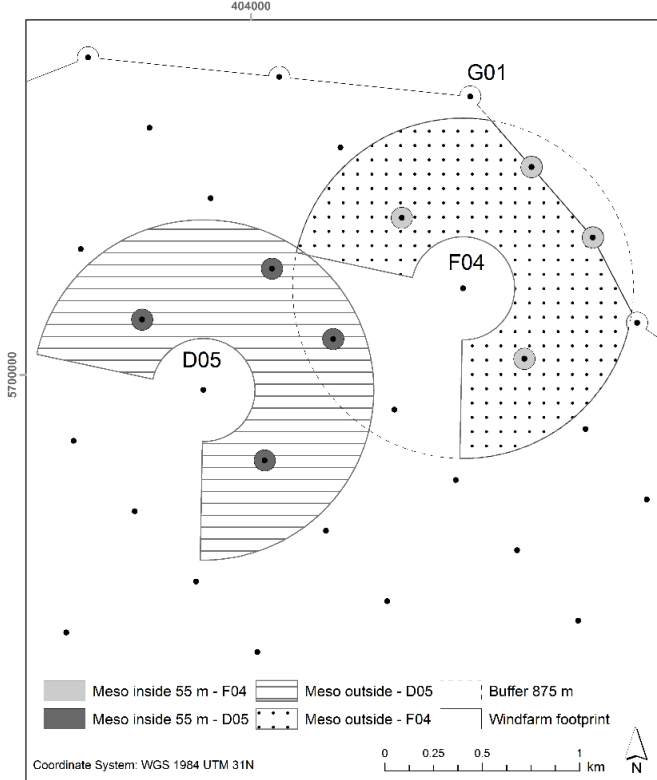 404000
G01
F04
D05
5700000
Meso inside 55 m - F04 Meso outside - D05 Buffer 875 m
Meso inside 55 m - D05 Meso outside - F04 Windfarm footprint
Coordinate System: WGS 1984 UTM 31N
0 0.25 0.5 1
km
N